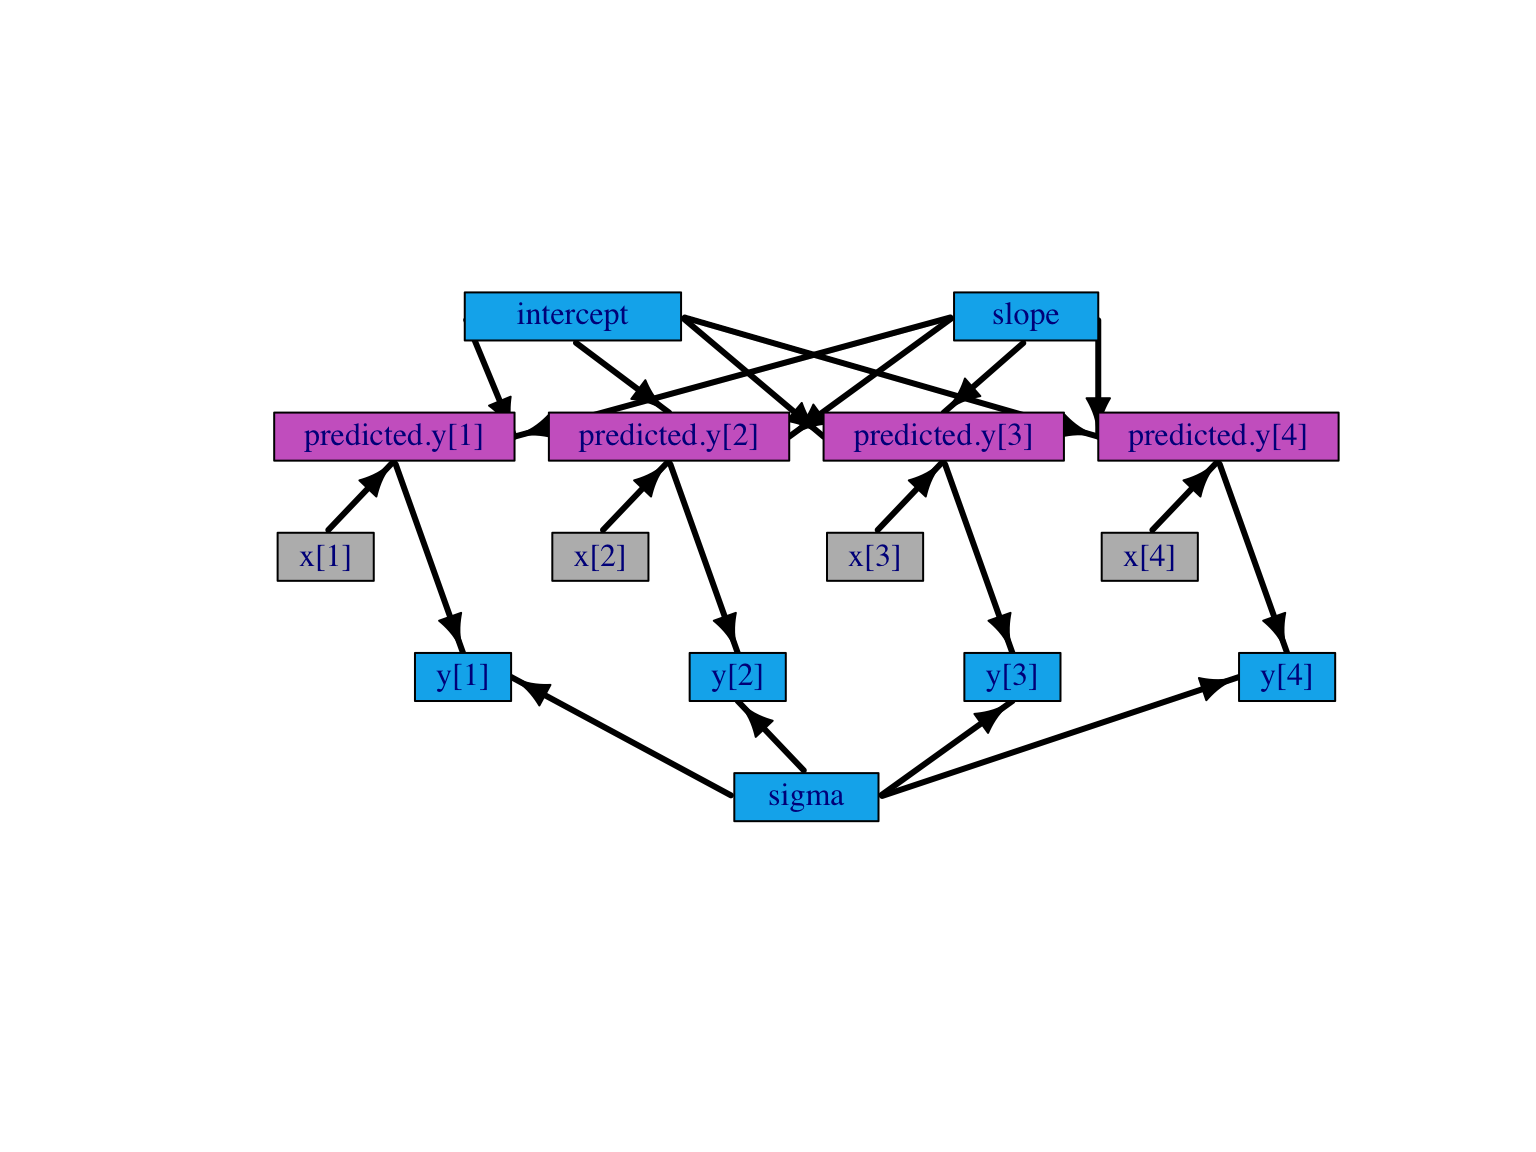 intercept
slope
predicted.y[1]
predicted.y[2]
predicted.y[3]
predicted.y[4]
x[1]
x[2]
x[3]
x[4]
y[1]
y[2]
y[3]
y[4]
sigma